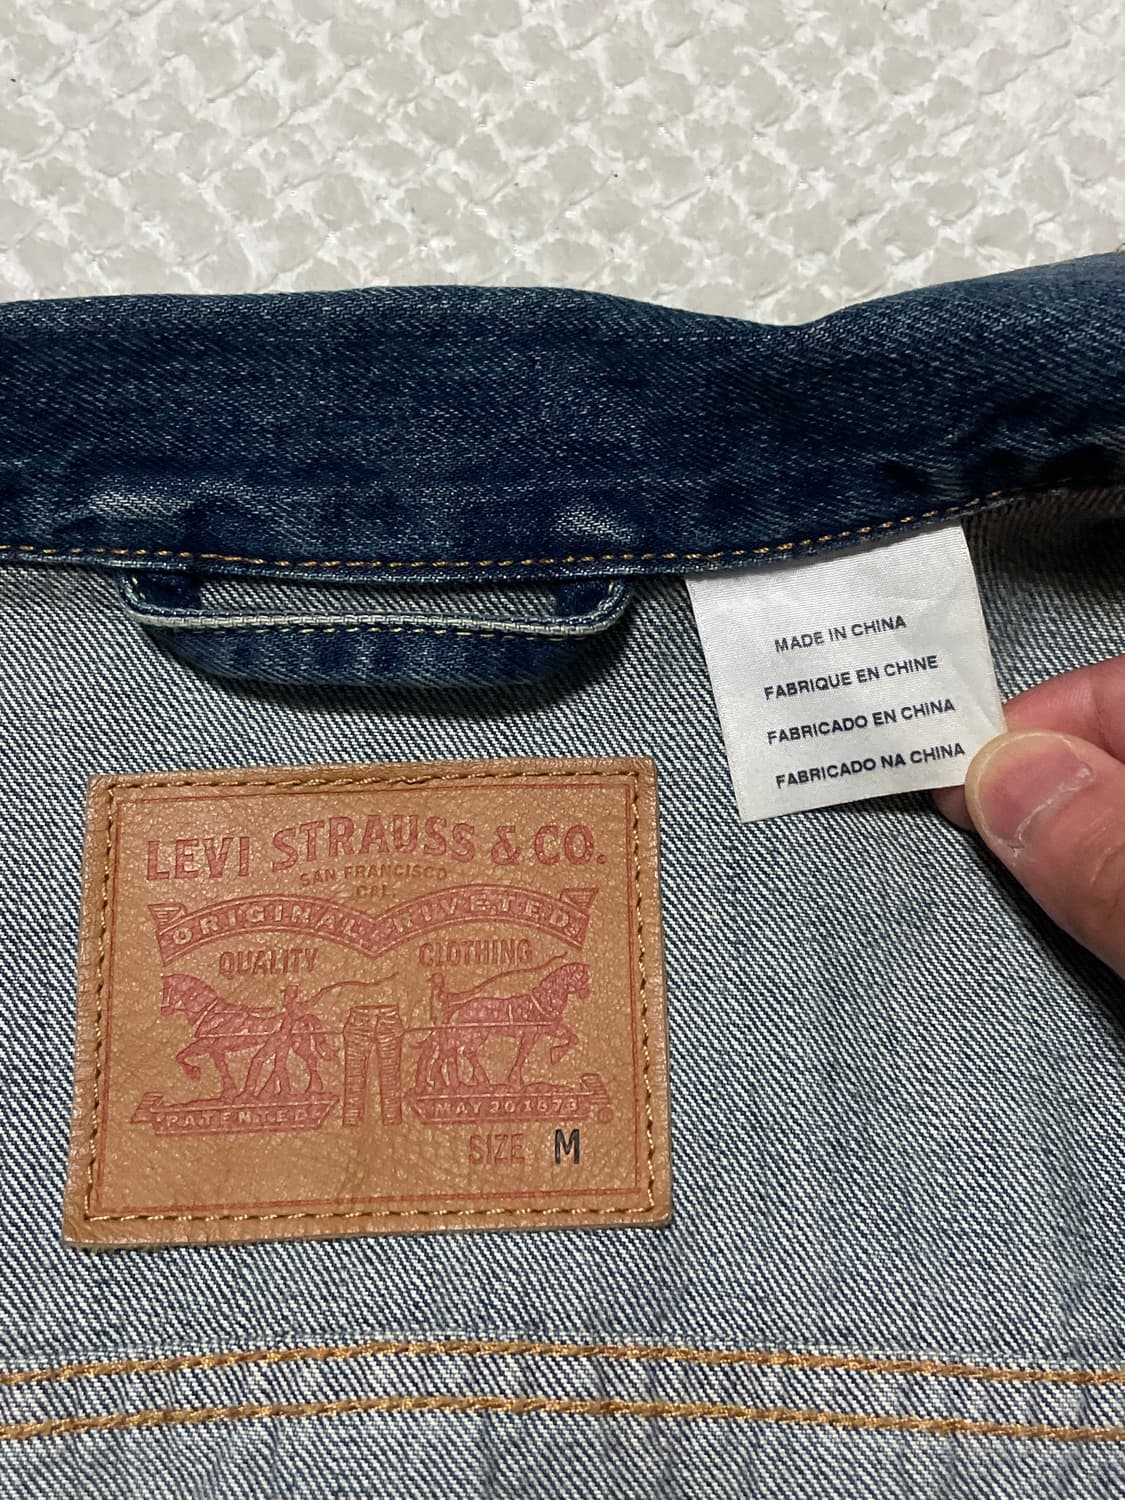 MADE IN CHINA
FABRIQUE EN CHINE
FABRICADO EN CHINA
FABRICADO NA CHINA
LEVI STRAUSS & CO.
SAN FRANCISCO
CAL.
ORIGINAL RIVETED
QUALITY CLOTHING
PATENTED MAY 20 1873 ®
SIZE M